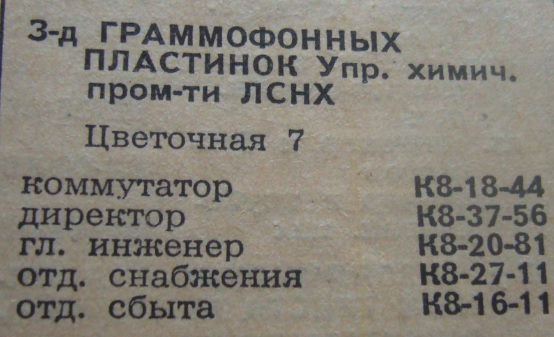 З-д ГРАММОФОННЫХ
ПЛАСТИНОК Упр. химич.
пром-ти ЛСНХ
Цветочная 7
коммутатор К8-18-44
директор К8-37-56
гл. инженер К8-20-81
отд. снабжения К8-27-11
отд. сбыта К8-16-11